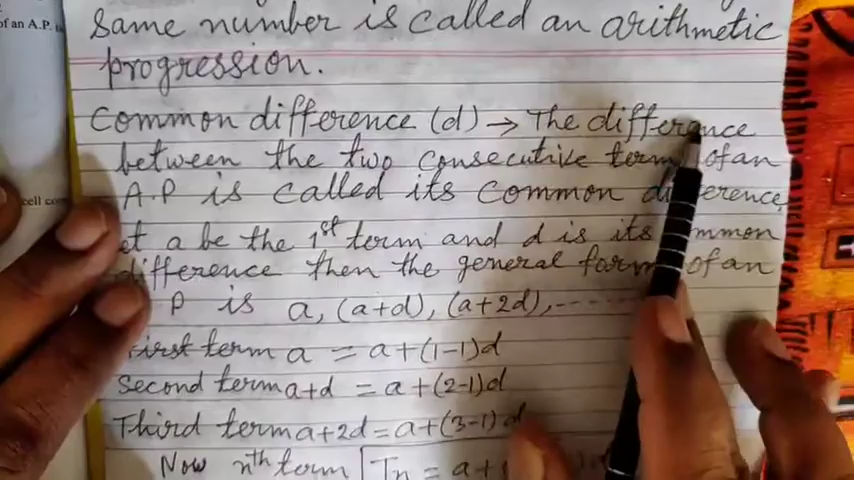 of an A.P.
same number is called an arithmetic
progression.
Common difference (d) → The difference
between the two consecutive term of an
A.P is called its common difference,
a be the 1st term and d is its
difference then the general form of an
P is a, (a+d), (a+2d), ------
First term a = a+(1-1)d
Second term a+d = a+(2-1)d
Third term a+2d = a+(3-1)d
Now nth term Tn = a+